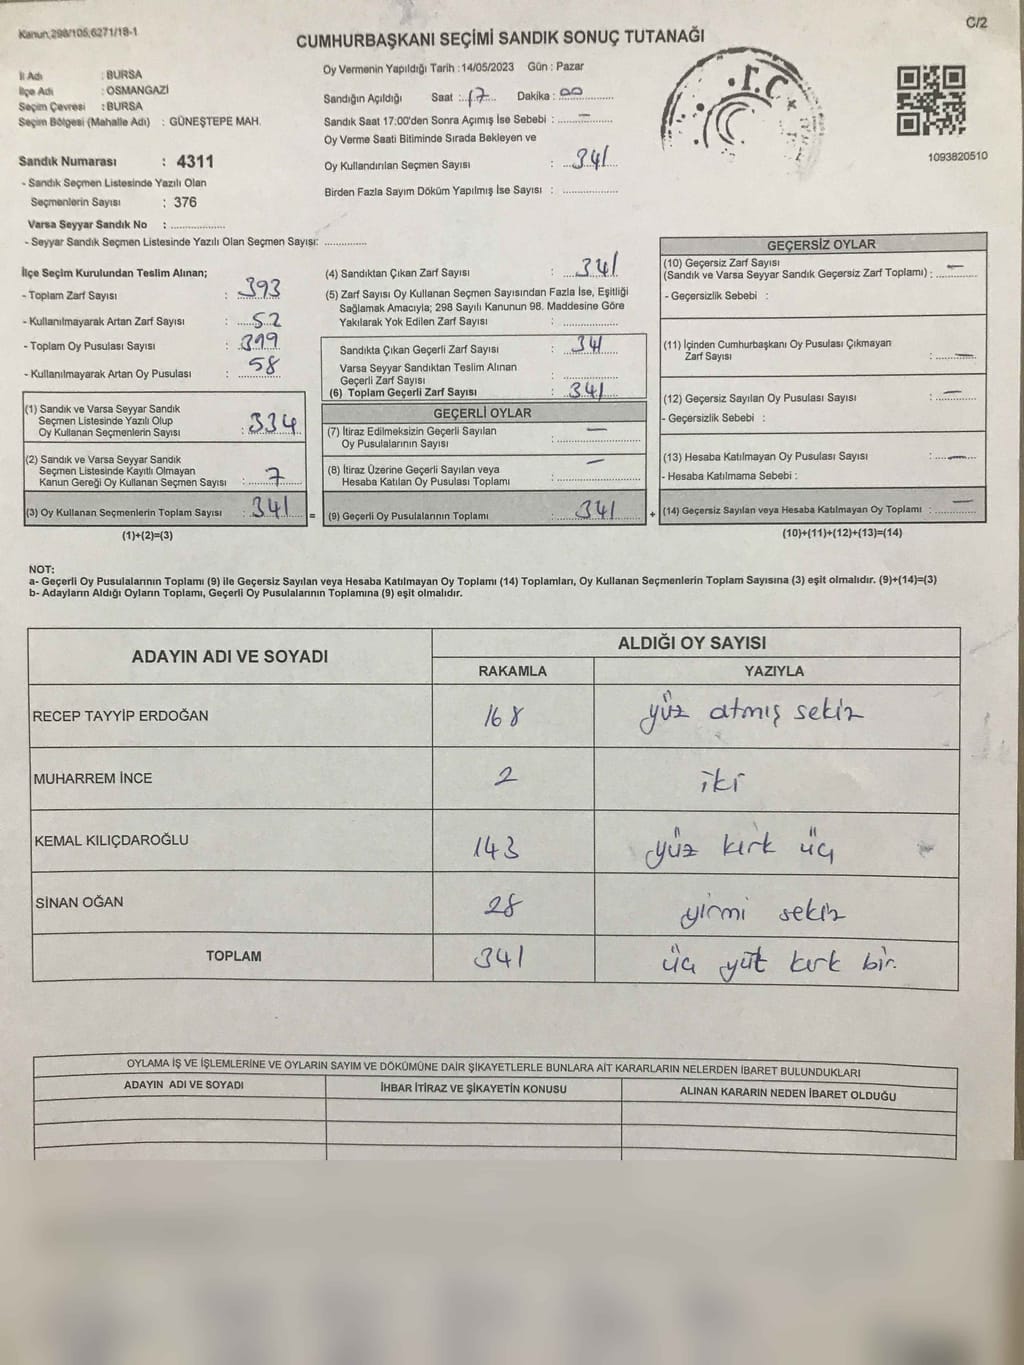 Kanun,298/105,6271/18-1
C/2
CUMHURBAŞKANI SEÇİMİ SANDIK SONUÇ TUTANAĞI
İl Adı : BURSA
İlçe Adı : OSMANGAZİ
Seçim Çevresi : BURSA
Seçim Bölgesi (Mahalle Adı) : GÜNEŞTEPE MAH.
Sandık Numarası : 4311
- Sandık Seçmen Listesinde Yazılı Olan
Seçmenlerin Sayısı : 376
Varsa Seyyar Sandık No : ..................
- Seyyar Sandık Seçmen Listesinde Yazılı Olan Seçmen Sayısı: ..............
Oy Vermenin Yapıldığı Tarih : 14/05/2023 Gün : Pazar
Sandığın Açıldığı Saat : 17 Dakika : 00
Sandık Saat 17:00'den Sonra Açımış İse Sebebi : —
Oy Verme Saati Bitiminde Sırada Bekleyen ve
Oy Kullandırılan Seçmen Sayısı : 341
Birden Fazla Sayım Döküm Yapılmış İse Sayısı : ..................
T.C.
1093820510
İlçe Seçim Kurulundan Teslim Alınan;
- Toplam Zarf Sayısı : 393
- Kullanılmayarak Artan Zarf Sayısı : 52
- Toplam Oy Pusulası Sayısı : 399
- Kullanılmayarak Artan Oy Pusulası : 58
(1) Sandık ve Varsa Seyyar Sandık
Seçmen Listesinde Yazılı Olup
Oy Kullanan Seçmenlerin Sayısı : 334
(2) Sandık ve Varsa Seyyar Sandık
Seçmen Listesinde Kayıtlı Olmayan
Kanun Gereği Oy Kullanan Seçmen Sayısı : 7
(3) Oy Kullanan Seçmenlerin Toplam Sayısı : 341 =
(1)+(2)=(3)
(4) Sandıktan Çıkan Zarf Sayısı : 341
(5) Zarf Sayısı Oy Kullanan Seçmen Sayısından Fazla İse, Eşitliği
Sağlamak Amacıyla; 298 Sayılı Kanunun 98. Maddesine Göre
Yakılarak Yok Edilen Zarf Sayısı : ..................
Sandıkta Çıkan Geçerli Zarf Sayısı : 341
Varsa Seyyar Sandıktan Teslim Alınan
Geçerli Zarf Sayısı : ..................
(6) Toplam Geçerli Zarf Sayısı : 341
GEÇERLİ OYLAR
(7) İtiraz Edilmeksizin Geçerli Sayılan
Oy Pusulalarının Sayısı : —
(8) İtiraz Üzerine Geçerli Sayılan veya
Hesaba Katılan Oy Pusulası Toplamı : —
(9) Geçerli Oy Pusulalarının Toplamı : 341 +
GEÇERSİZ OYLAR
(10) Geçersiz Zarf Sayısı
(Sandık ve Varsa Seyyar Sandık Geçersiz Zarf Toplamı) : —
- Geçersizlik Sebebi :
(11) İçinden Cumhurbaşkanı Oy Pusulası Çıkmayan
Zarf Sayısı : —
(12) Geçersiz Sayılan Oy Pusulası Sayısı : —
- Geçersizlik Sebebi :
(13) Hesaba Katılmayan Oy Pusulası Sayısı : —
- Hesaba Katılmama Sebebi :
(14) Geçersiz Sayılan veya Hesaba Katılmayan Oy Toplamı : —
(10)+(11)+(12)+(13)=(14)
NOT:
a- Geçerli Oy Pusulalarının Toplamı (9) ile Geçersiz Sayılan veya Hesaba Katılmayan Oy Toplamı (14) Toplamları, Oy Kullanan Seçmenlerin Toplam Sayısına (3) eşit olmalıdır. (9)+(14)=(3)
b- Adayların Aldığı Oyların Toplamı, Geçerli Oy Pusulalarının Toplamına (9) eşit olmalıdır.
ADAYIN ADI VE SOYADI ALDIĞI OY SAYISI
RAKAMLA YAZIYLA
RECEP TAYYİP ERDOĞAN 168 yüz atmış sekiz
MUHARREM İNCE 2 iki
KEMAL KILIÇDAROĞLU 143 yüz kırk üç
SİNAN OĞAN 28 yirmi sekiz
TOPLAM 341 üç yüt kırk bir.
OYLAMA İŞ VE İŞLEMLERİNE VE OYLARIN SAYIM VE DÖKÜMÜNE DAİR ŞİKAYETLERLE BUNLARA AİT KARARLARIN NELERDEN İBARET BULUNDUKLARI
ADAYIN ADI VE SOYADI İHBAR İTİRAZ VE ŞİKAYETİN KONUSU ALINAN KARARIN NEDEN İBARET OLDUĞU